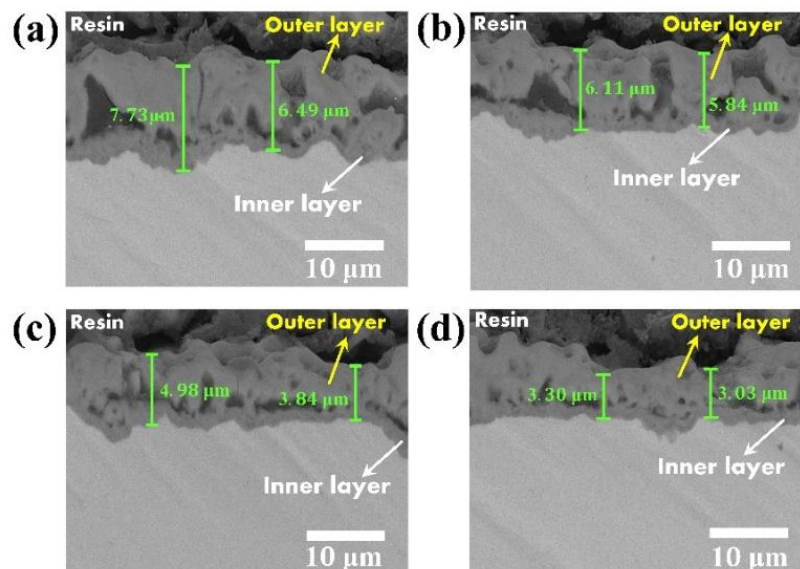 (a)
Resin
Outer layer
7.73μm
6.49 μm
Inner layer
10 μm
(b)
Resin
Outer layer
6.11 μm
5.84 μm
Inner layer
10 μm
(c)
Resin
Outer layer
4.98 μm
3.84 μm
Inner layer
10 μm
(d)
Resin
Outer layer
3.30 μm
3.03 μm
Inner layer
10 μm